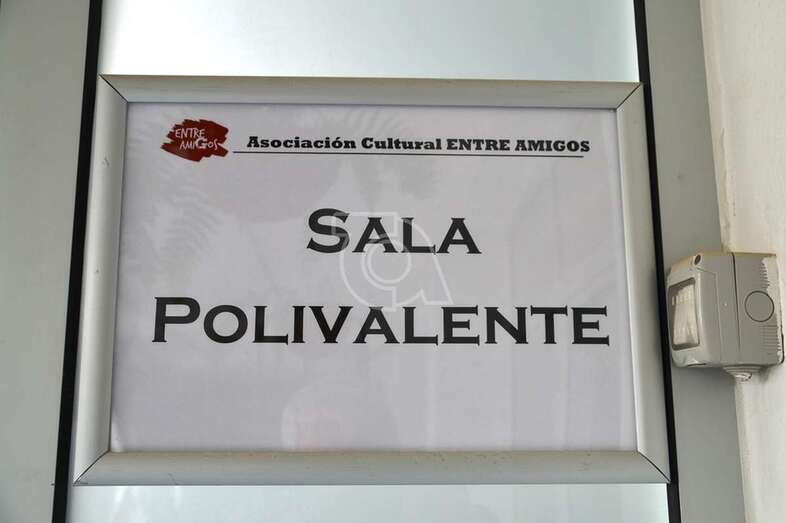 ENTRE
AMIGOS
Asociación Cultural ENTRE AMIGOS
SALA
POLIVALENTE